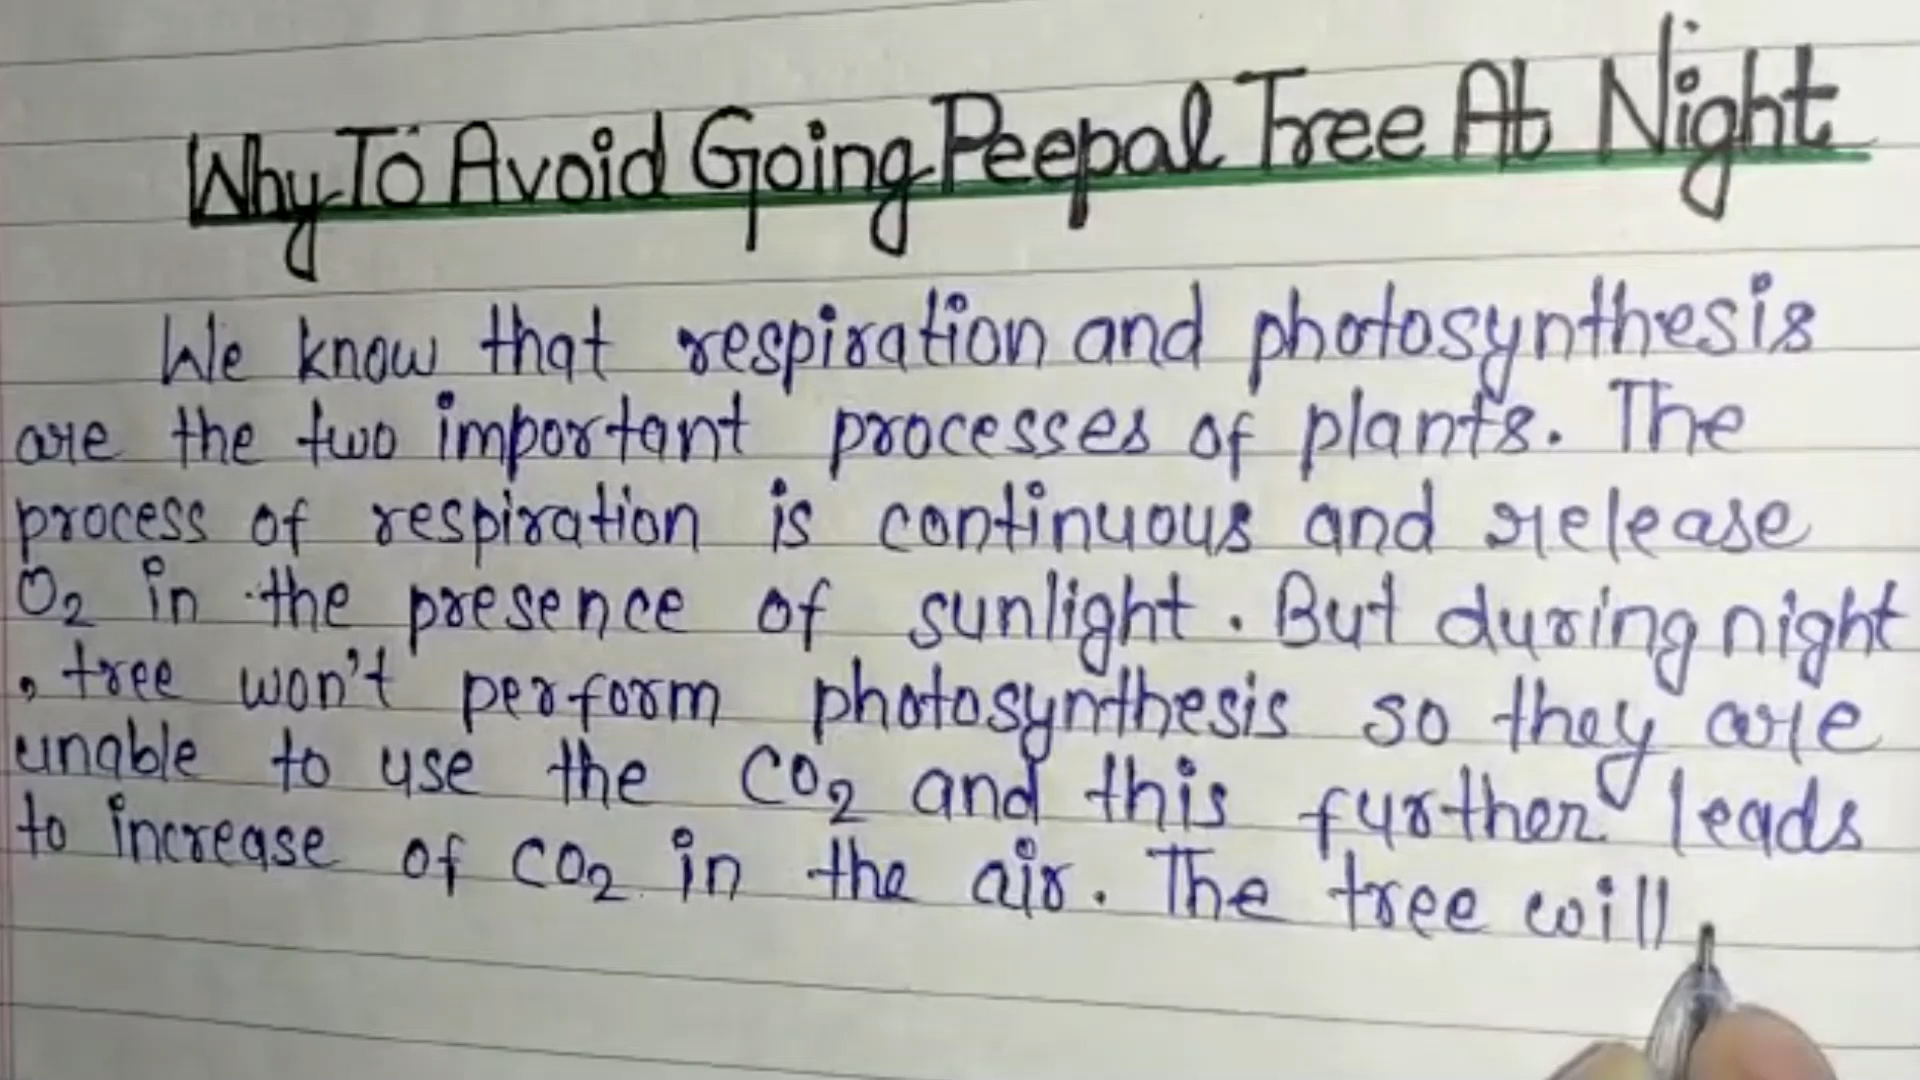 Why To Avoid Going Peepal Tree At Night
We know that respiration and photosynthesis
are the two important processes of plants. The
process of respiration is continuous and release
O₂ in the presence of sunlight. But during night
, tree won't perform photosynthesis so they are
unable to use the CO₂ and this further leads
to increase of CO₂ in the air. The tree will